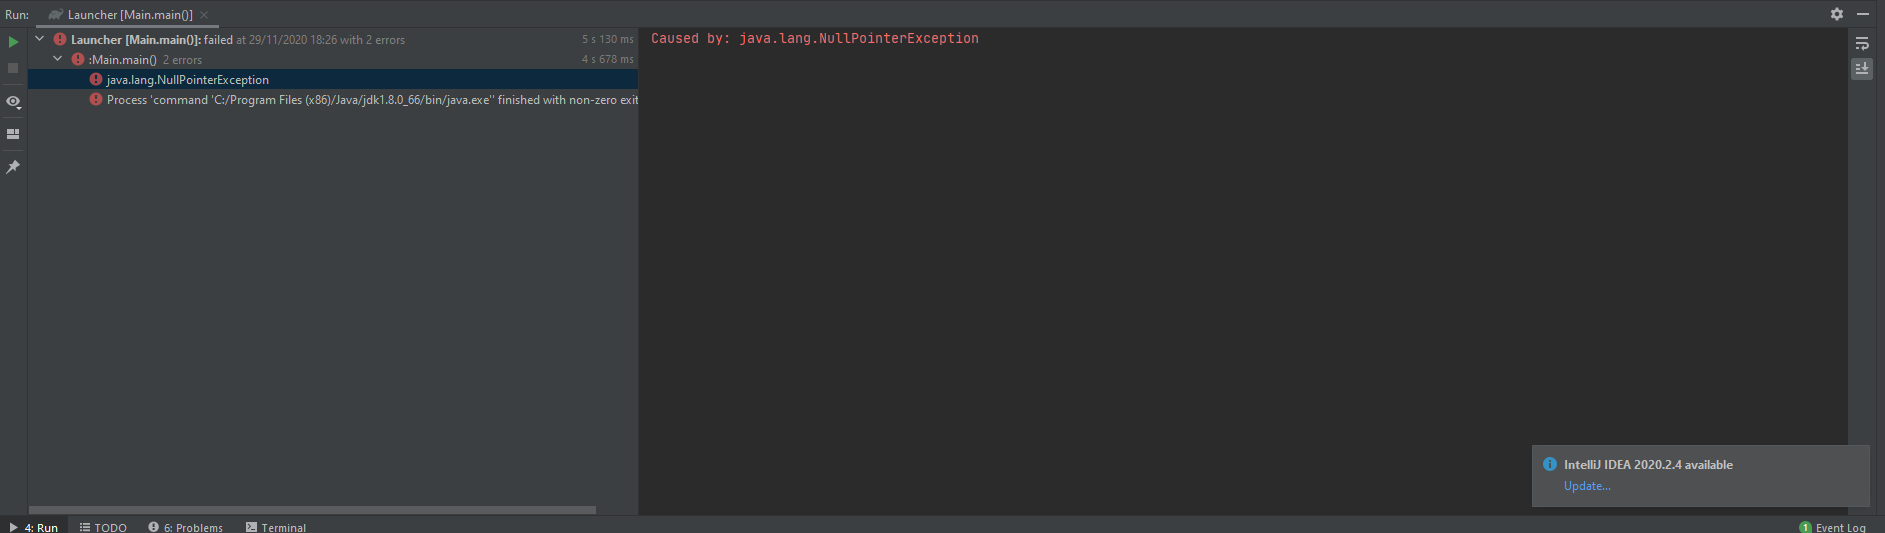 Run: Launcher [Main.main()]
Launcher [Main.main()]: failed at 29/11/2020 18:26 with 2 errors 5 s 130 ms
:Main.main() 2 errors 4 s 678 ms
java.lang.NullPointerException
Process 'command 'C:/Program Files (x86)/Java/jdk1.8.0_66/bin/java.exe'' finished with non-zero exit
Caused by: java.lang.NullPointerException
IntelliJ IDEA 2020.2.4 available
Update...
4: Run TODO 6: Problems Terminal 1 Event Log